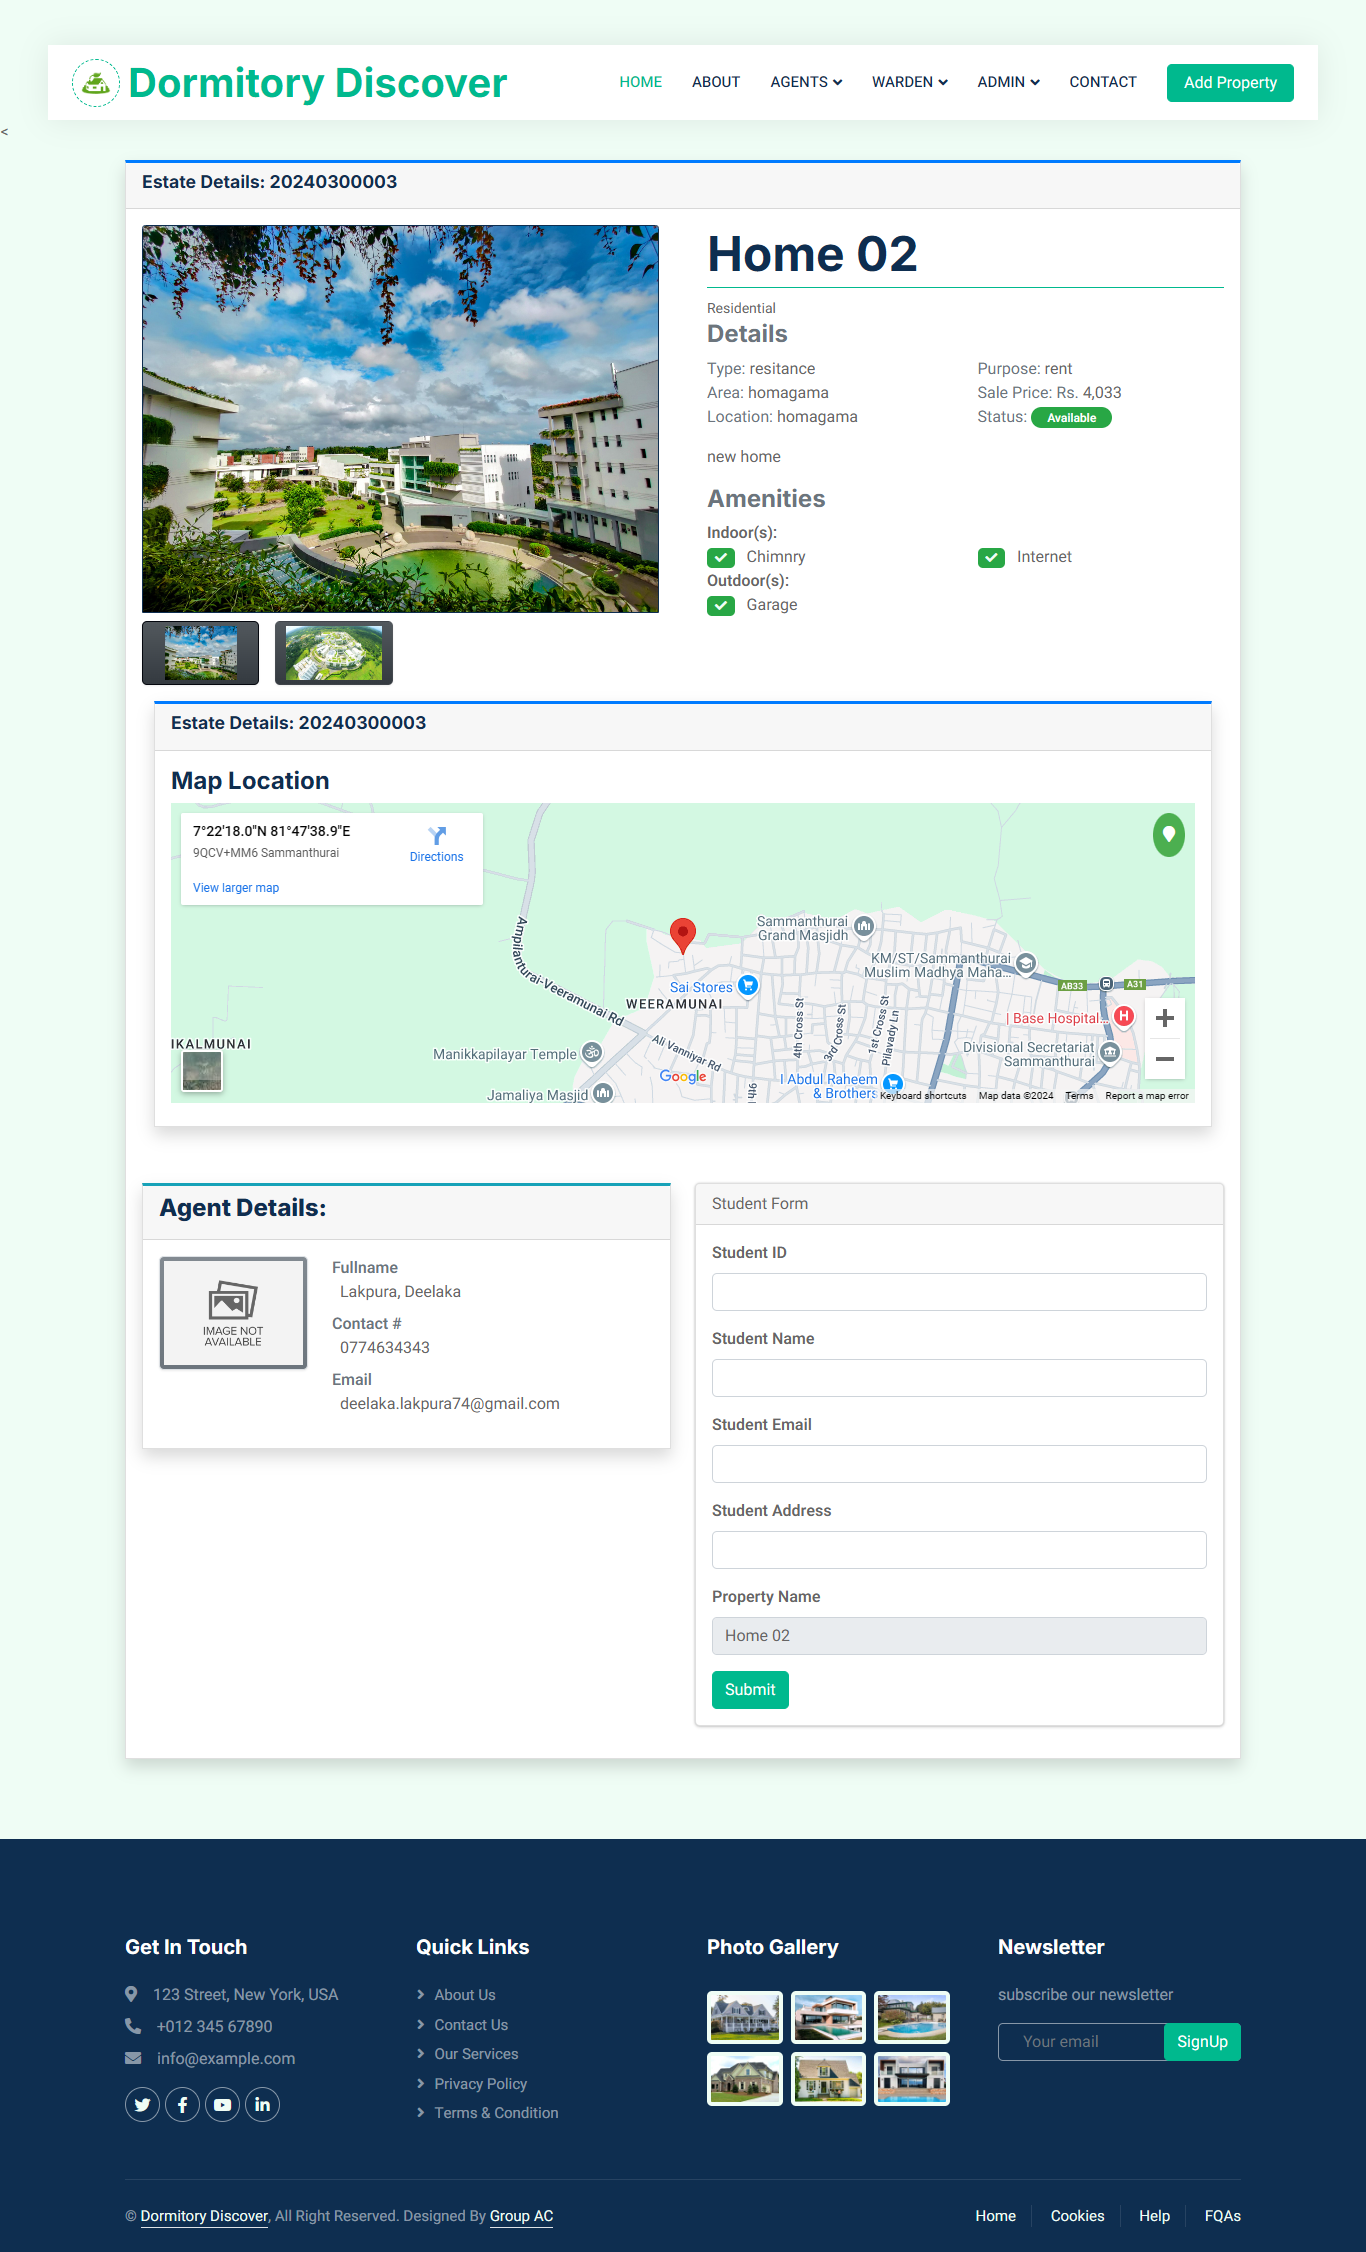 Dormitory Discover
HOME ABOUT AGENTS WARDEN ADMIN CONTACT Add Property
<
Estate Details: 20240300003
Home 02
Residential
Details
Type: resitance Purpose: rent
Area: homagama Sale Price: Rs. 4,033
Location: homagama Status: Available
new home
Amenities
Indoor(s):
Chimnry Internet
Outdoor(s):
Garage
Estate Details: 20240300003
Map Location
7°22'18.0"N 81°47'38.9"E
9QCV+MM6 Sammanthurai
Directions
View larger map
Ampilanturai-Veeramunai Rd
Sammanthurai
Grand Masjidh
KM/ST/Sammanthurai
Muslim Madhya Maha...
Sai Stores
WEERAMUNAI
AB33
A31
4th Cross St
3rd Cross St
1st Cross St
Pilavady Ln
Base Hospital...
IKALMUNAI
Manikkapilayar Temple
Ali Vanniyar Rd
Divisional Secretariat
Sammanthurai
Google
I Abdul Raheem
& Brothers
9th
Jamaliya Masjid
Keyboard shortcuts Map data ©2024 Terms Report a map error
Agent Details:
IMAGE NOT
AVAILABLE
Fullname
Lakpura, Deelaka
Contact #
0774634343
Email
deelaka.lakpura74@gmail.com
Student Form
Student ID
Student Name
Student Email
Student Address
Property Name
Home 02
Submit
Get In Touch
123 Street, New York, USA
+012 345 67890
info@example.com
Quick Links
About Us
Contact Us
Our Services
Privacy Policy
Terms & Condition
Photo Gallery
Newsletter
subscribe our newsletter
Your email SignUp
© Dormitory Discover, All Right Reserved. Designed By Group AC
Home Cookies Help FQAs